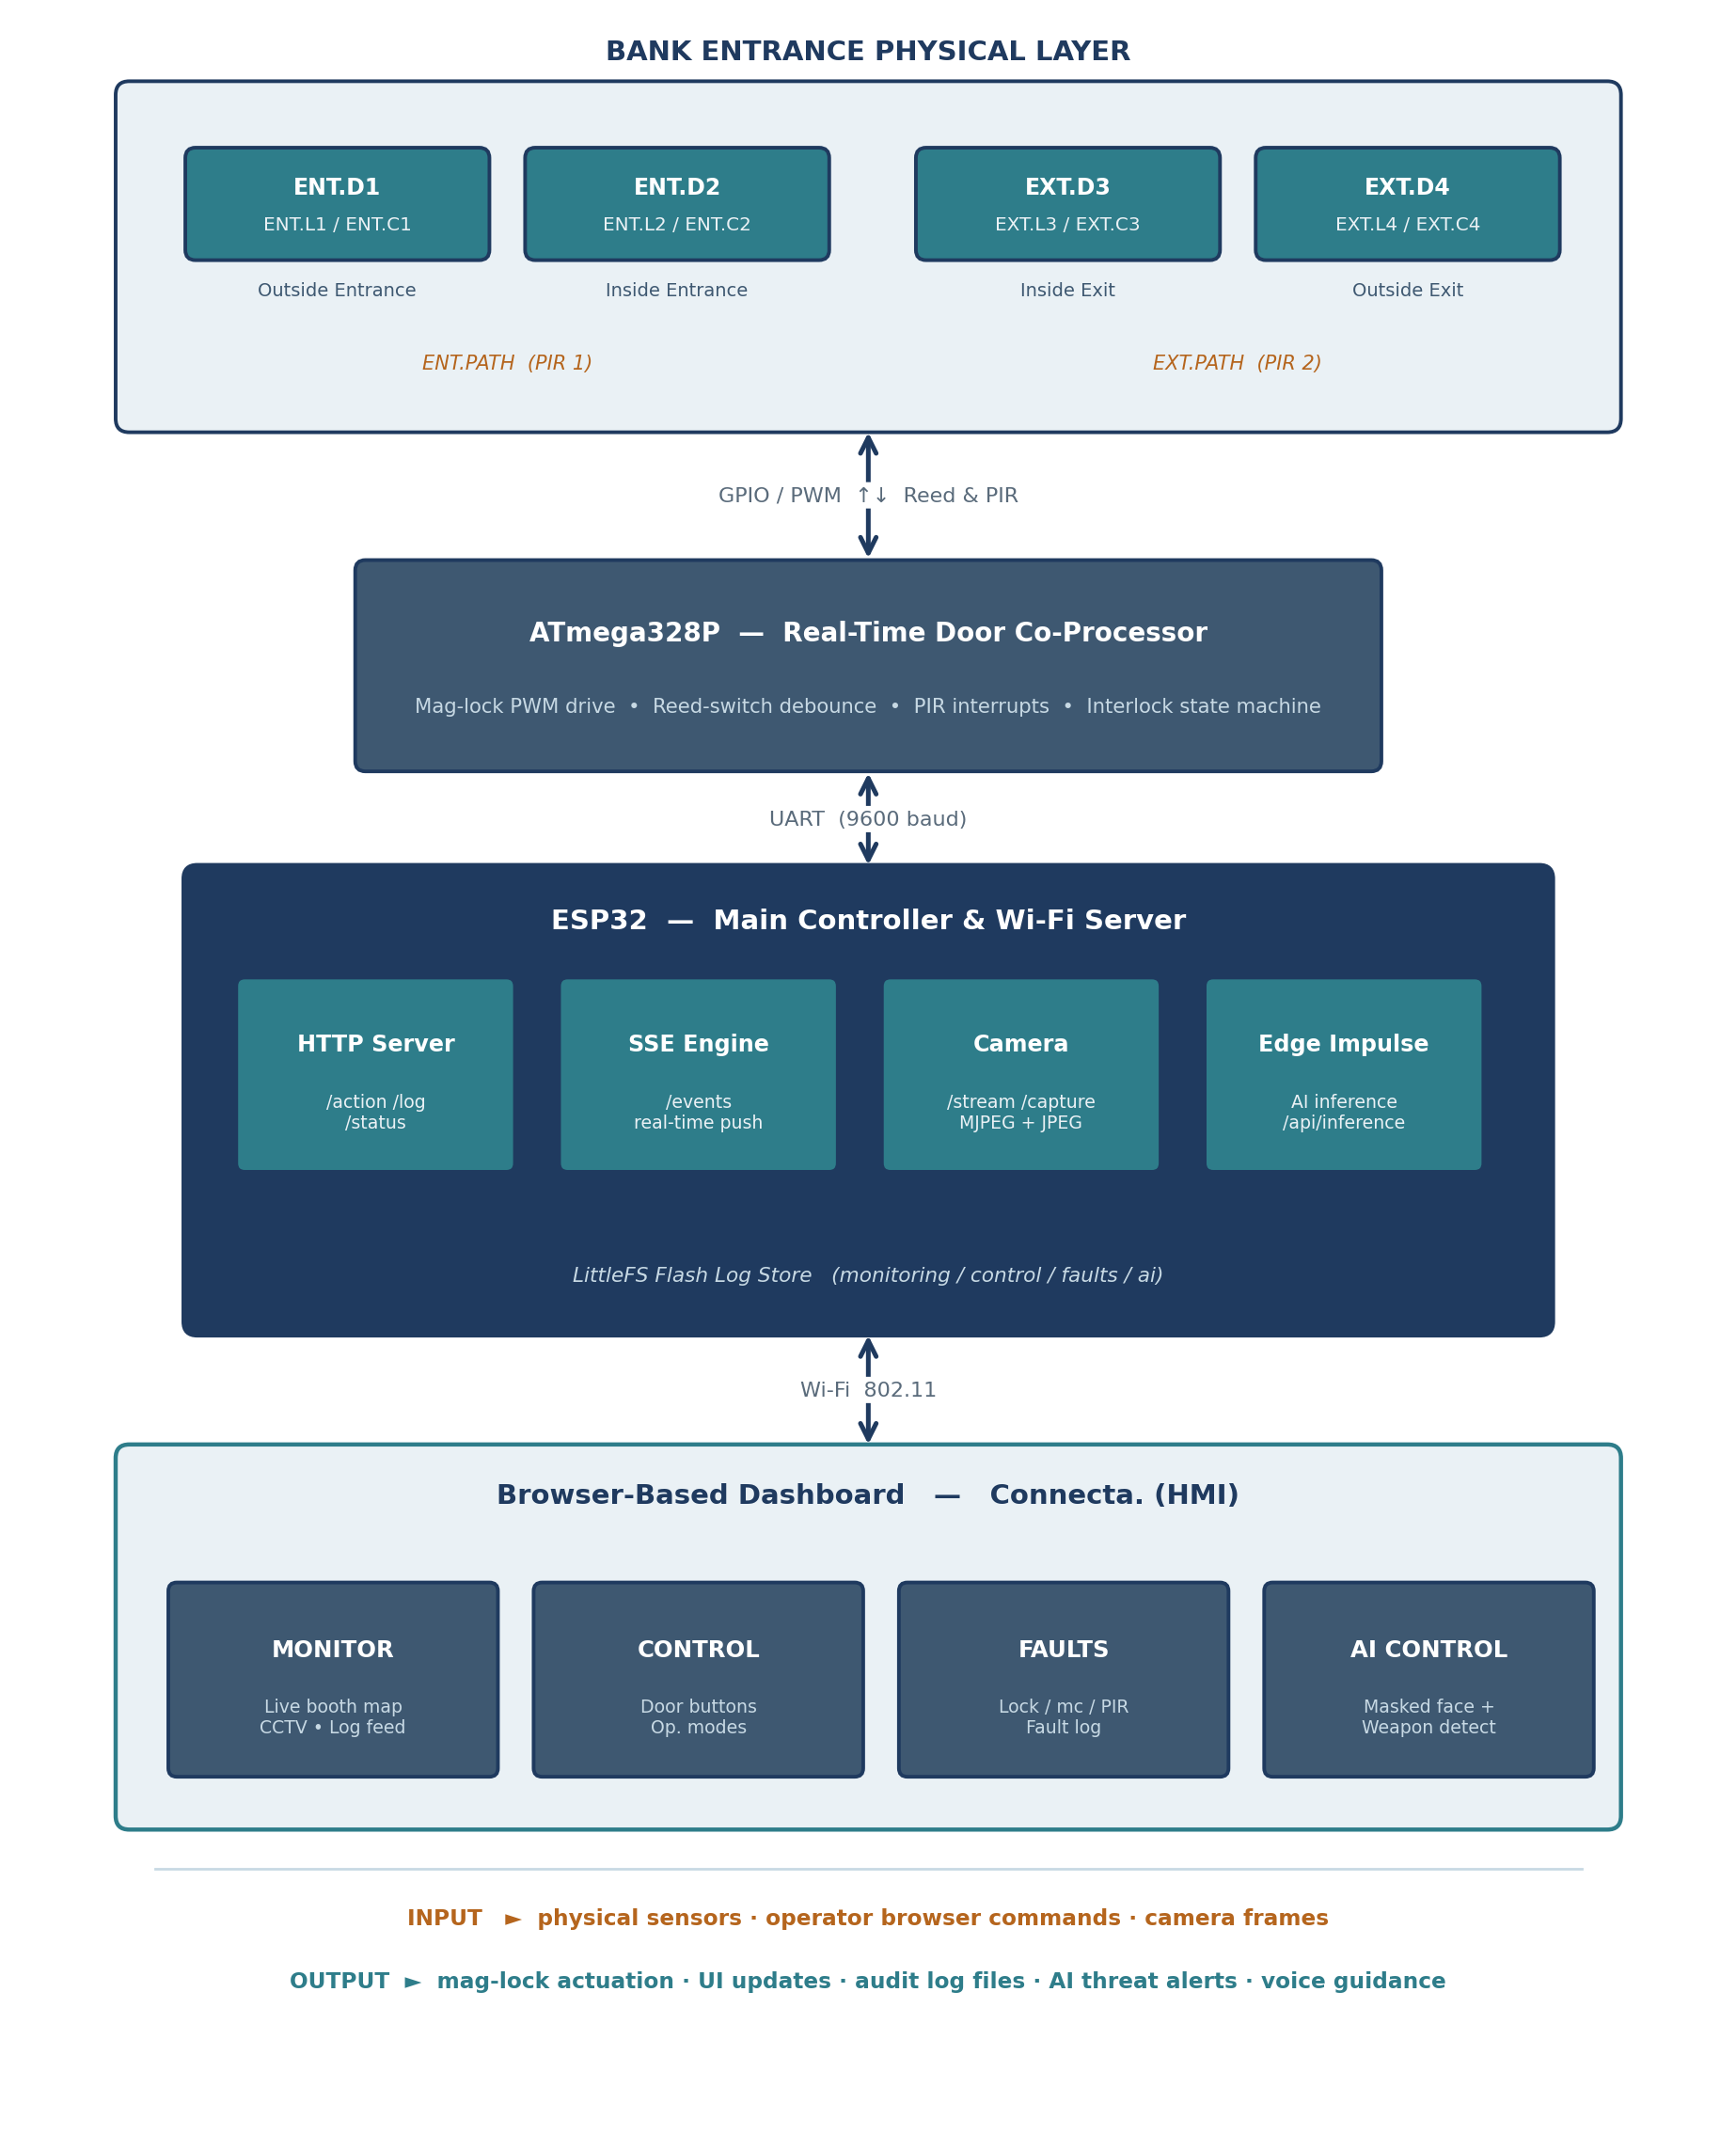 BANK ENTRANCE PHYSICAL LAYER
ENT.D1
ENT.L1 / ENT.C1
Outside Entrance
ENT.D2
ENT.L2 / ENT.C2
Inside Entrance
EXT.D3
EXT.L3 / EXT.C3
Inside Exit
EXT.D4
EXT.L4 / EXT.C4
Outside Exit
ENT.PATH (PIR 1)
EXT.PATH (PIR 2)
GPIO / PWM ↑↓ Reed & PIR
ATmega328P — Real-Time Door Co-Processor
Mag-lock PWM drive • Reed-switch debounce • PIR interrupts • Interlock state machine
UART (9600 baud)
ESP32 — Main Controller & Wi-Fi Server
HTTP Server
/action /log
/status
SSE Engine
/events
real-time push
Camera
/stream /capture
MJPEG + JPEG
Edge Impulse
AI inference
/api/inference
LittleFS Flash Log Store (monitoring / control / faults / ai)
Wi-Fi 802.11
Browser-Based Dashboard — Connecta. (HMI)
MONITOR
Live booth map
CCTV • Log feed
CONTROL
Door buttons
Op. modes
FAULTS
Lock / mc / PIR
Fault log
AI CONTROL
Masked face +
Weapon detect
INPUT ► physical sensors · operator browser commands · camera frames
OUTPUT ► mag-lock actuation · UI updates · audit log files · AI threat alerts · voice guidance